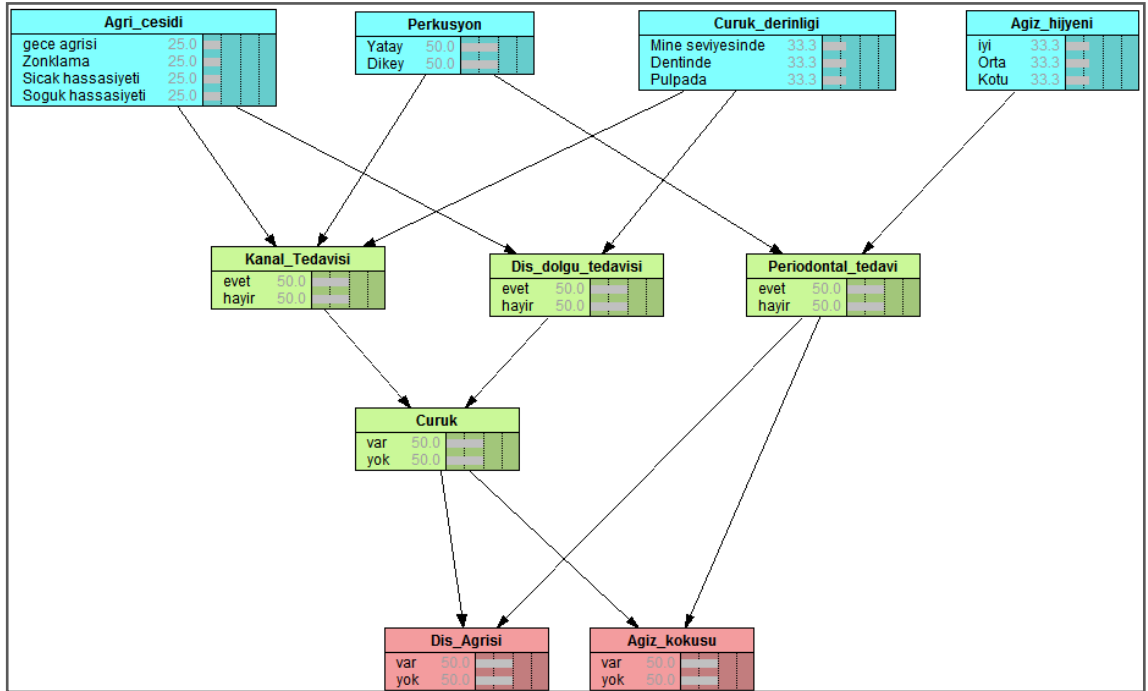 Agri_cesidi
gece agrisi 25.0
Zonklama 25.0
Sicak hassasiyeti 25.0
Soguk hassasiyeti 25.0
Perkusyon
Yatay 50.0
Dikey 50.0
Curuk_derinligi
Mine seviyesinde 33.3
Dentinde 33.3
Pulpada 33.3
Agiz_hijyeni
iyi 33.3
Orta 33.3
Kotu 33.3
Kanal_Tedavisi
evet 50.0
hayir 50.0
Dis_dolgu_tedavisi
evet 50.0
hayir 50.0
Periodontal_tedavi
evet 50.0
hayir 50.0
Curuk
var 50.0
yok 50.0
Dis_Agrisi
var 50.0
yok 50.0
Agiz_kokusu
var 50.0
yok 50.0